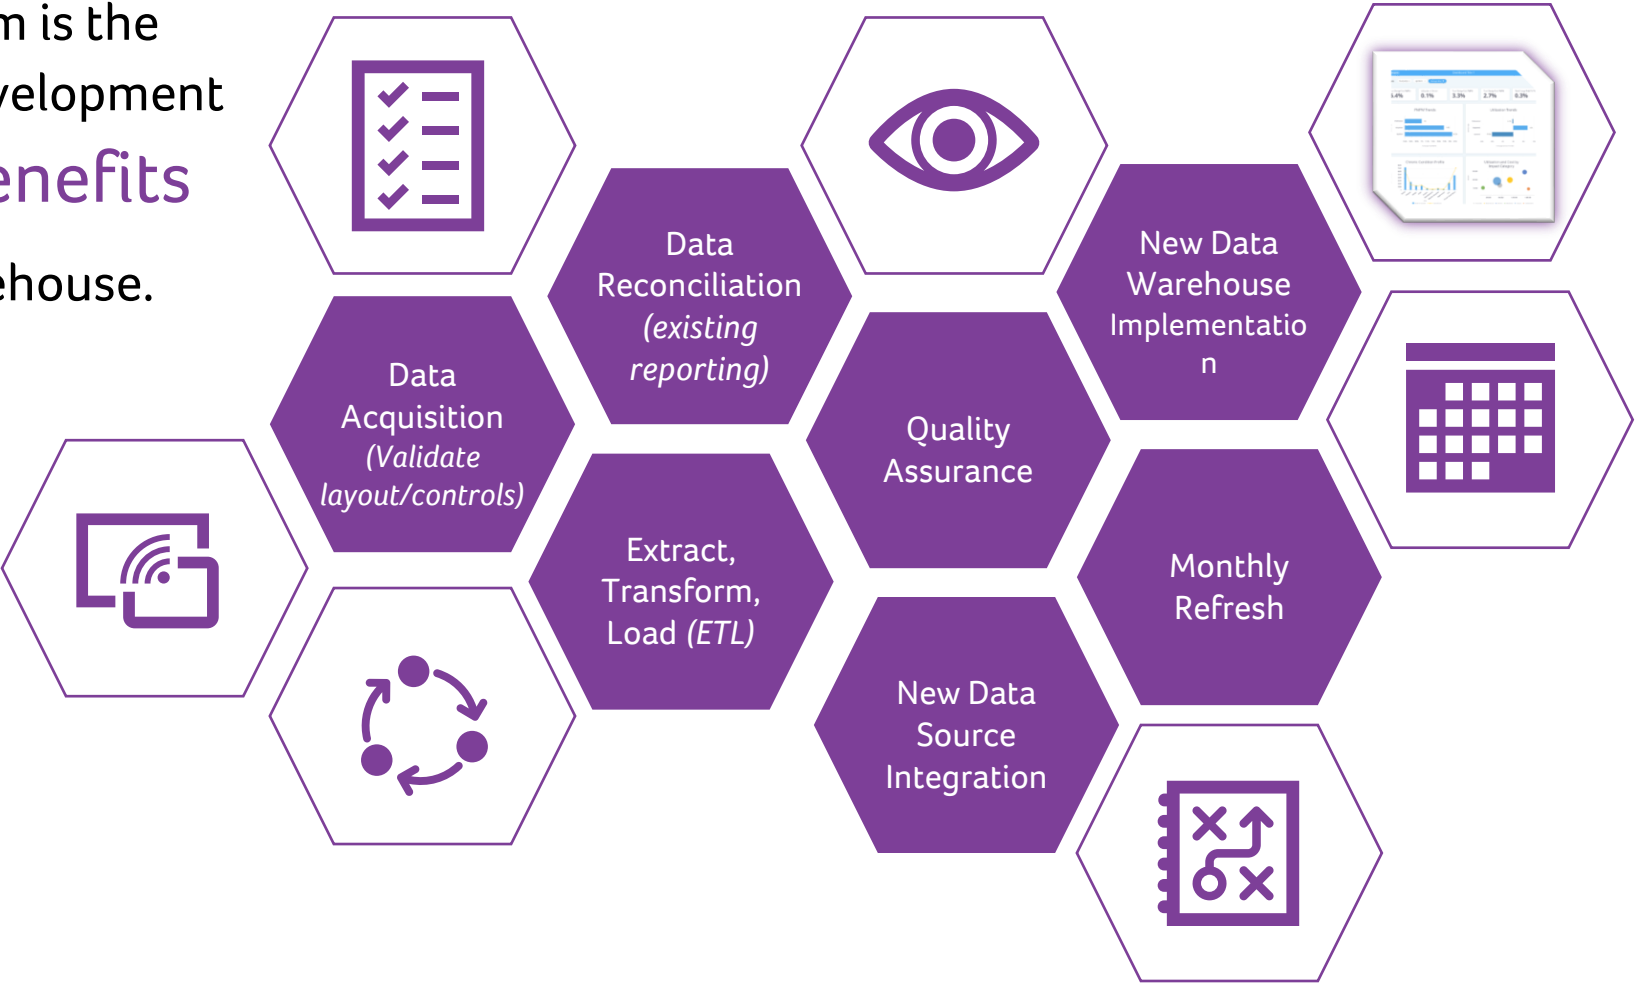 m is the
velopment
enefits
ehouse.
Data
Reconciliation
(existing
reporting)
New Data
Warehouse
Implementatio
n
Data
Acquisition
(Validate
layout/controls)
Quality
Assurance
Extract,
Transform,
Load (ETL)
Monthly
Refresh
New Data
Source
Integration